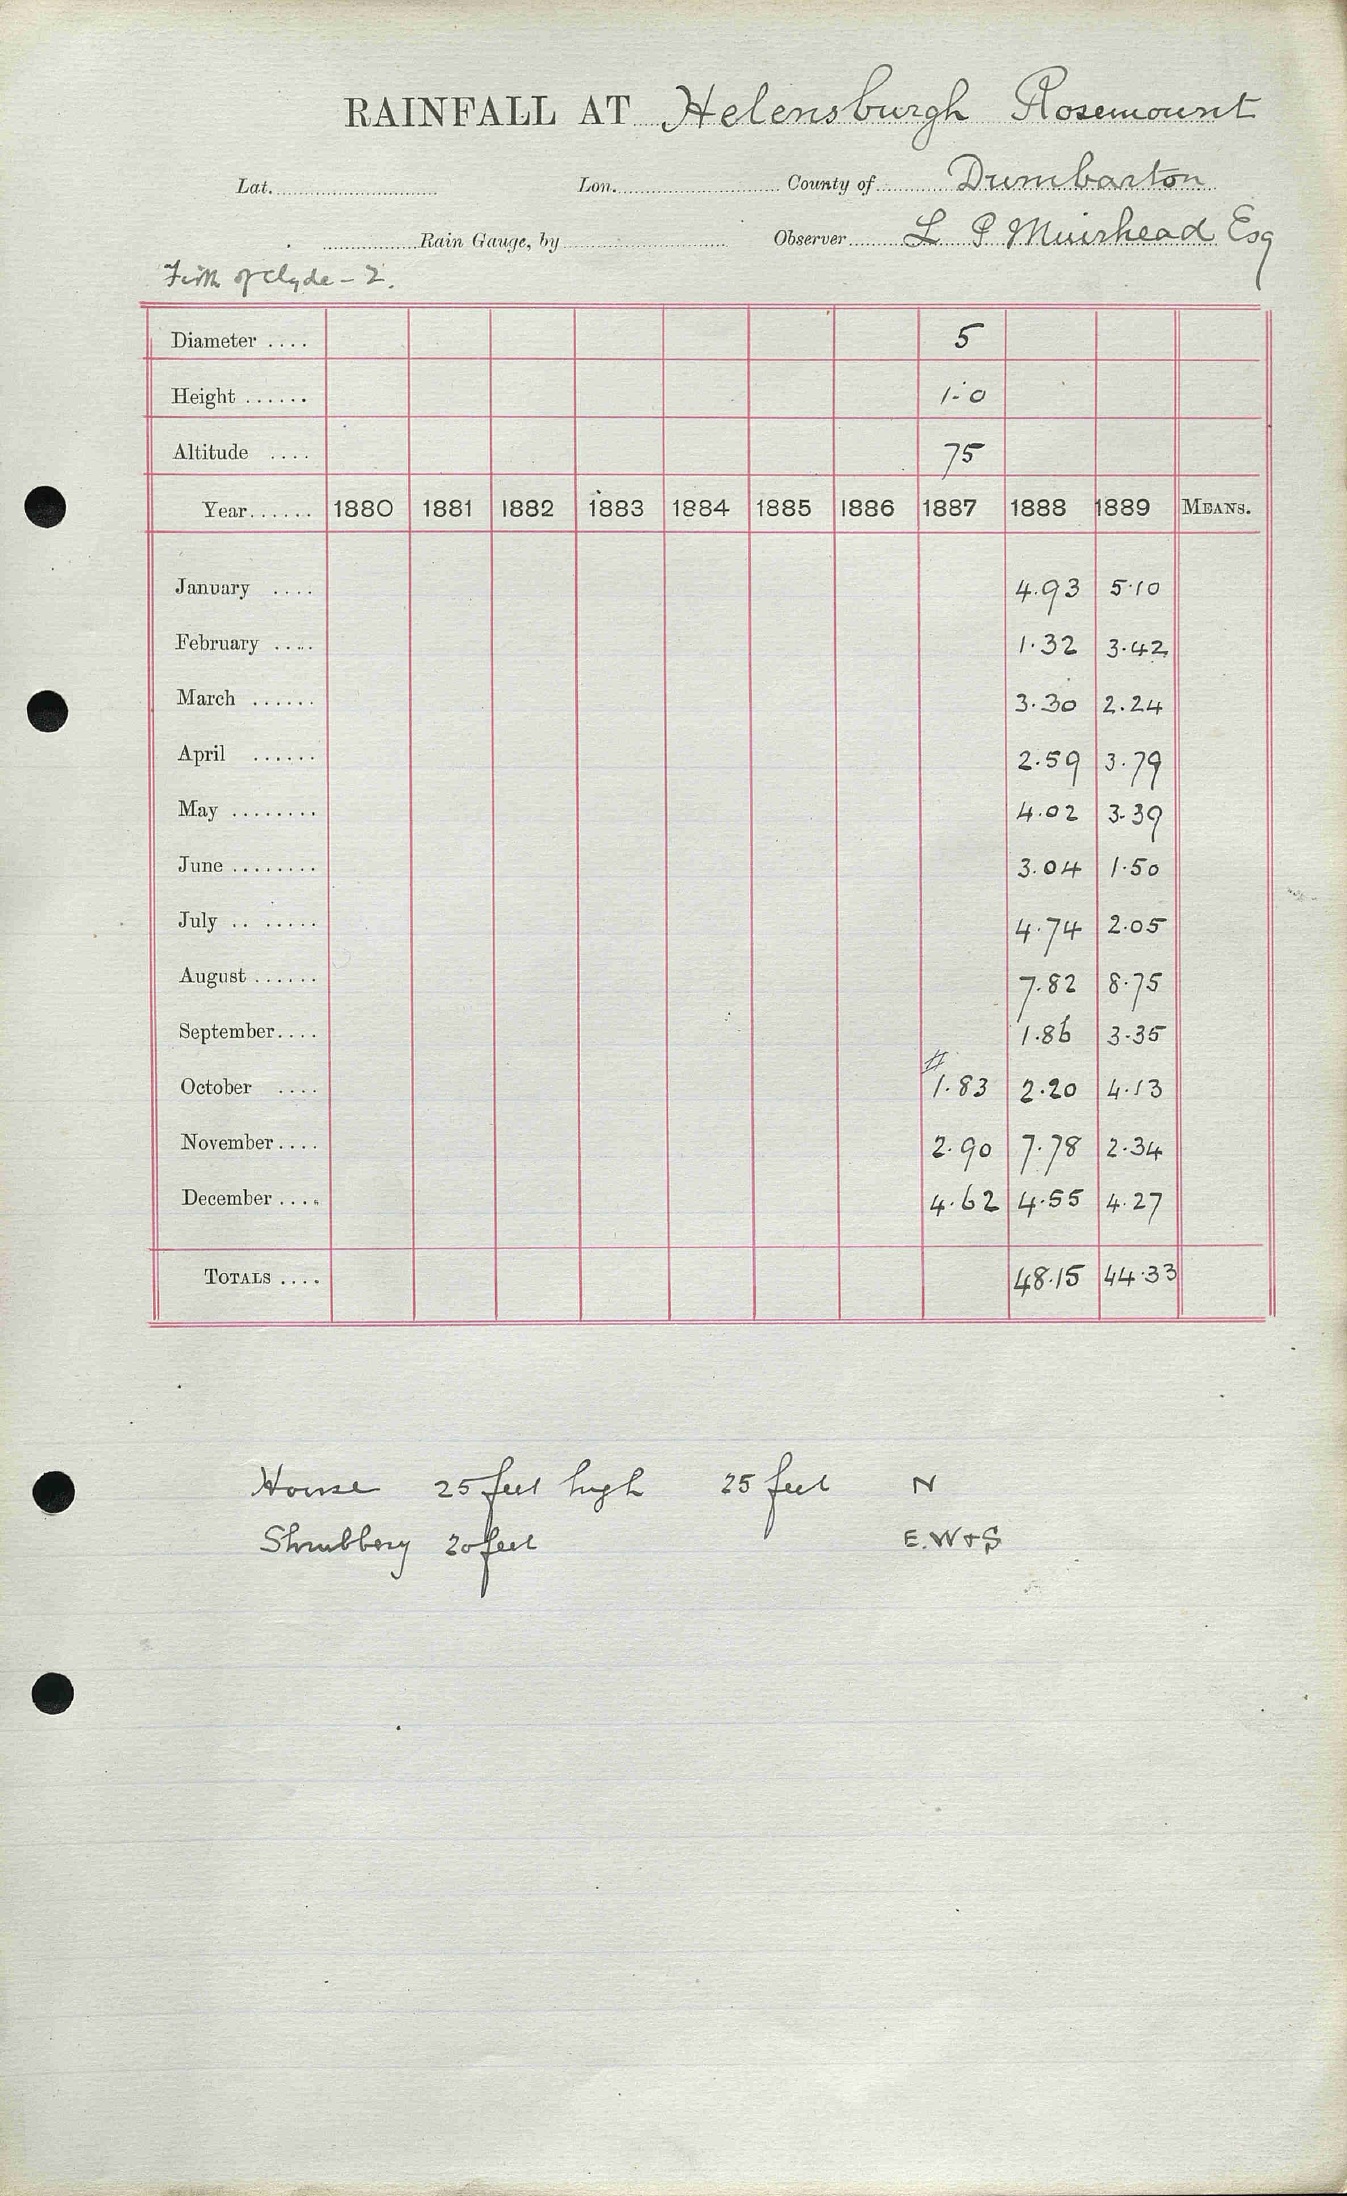 RAINFALL AT Helensburgh Rosemount
Lat. Lon. County of Dumbarton
Rain Gauge, by Observer L P Muirhead Esq
Firth of Clyde - 2.
Diameter .... 5
Height ...... 1·0
Altitude .... 75
Year ...... 1880 1881 1882 1883 1884 1885 1886 1887 1888 1889 MEANS.
January .... 4.93 5.10
February .... 1.32 3.42
March ...... 3.30 2.24
April ...... 2.59 3.79
May ........ 4.02 3.39
June ........ 3.04 1.50
July .. ..... 4.74 2.05
August ...... 7.82 8.75
September .... 1.86 3.35
October .... # 1.83 2.20 4.13
November .... 2.90 7.78 2.34
December .... 4.62 4.55 4.27
TOTALS .... 48.15 44.33
House 25 feet high 25 feet N
Shrubbery 20 feet E.W+S